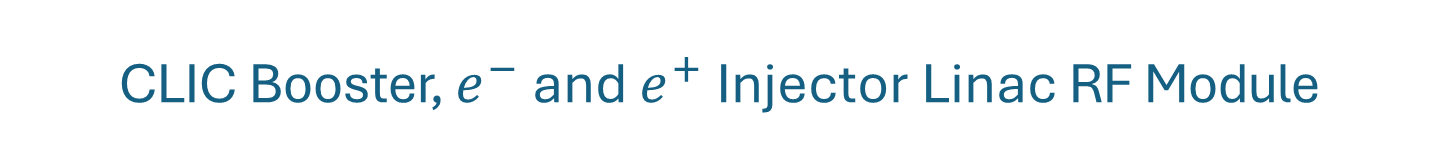 CLIC Booster, e⁻ and e⁺ Injector Linac RF Module